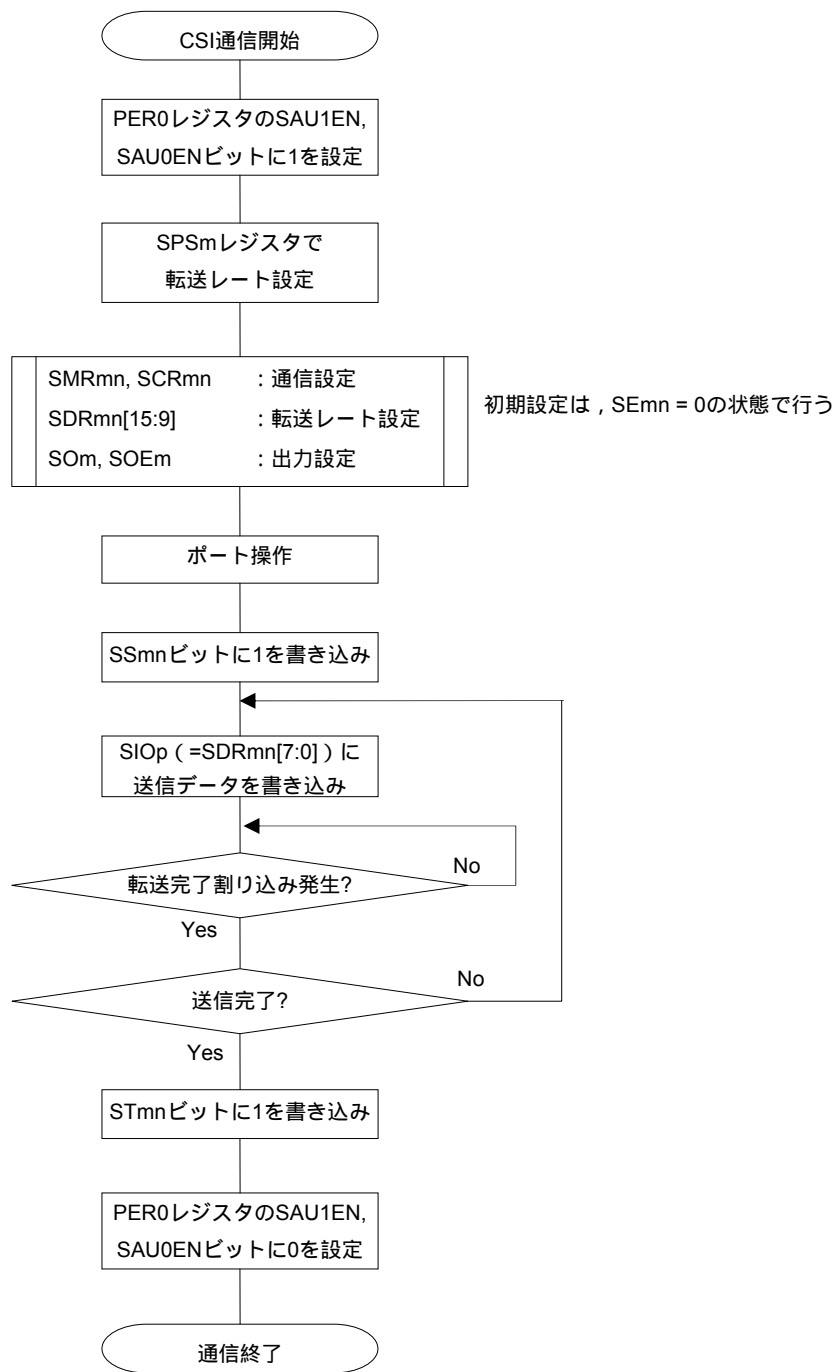 CSI通信開始
PER0レジスタのSAU1EN,
SAU0ENビットに1を設定
SPSmレジスタで
転送レート設定
SMRmn, SCRmn ：通信設定
SDRmn[15:9] ：転送レート設定
SOm, SOEm ：出力設定
初期設定は，SEmn = 0の状態で行う
ポート操作
SSmnビットに1を書き込み
SIOp（=SDRmn[7:0]）に
送信データを書き込み
転送完了割り込み発生?
No
Yes
送信完了?
No
Yes
STmnビットに1を書き込み
PER0レジスタのSAU1EN,
SAU0ENビットに0を設定
通信終了